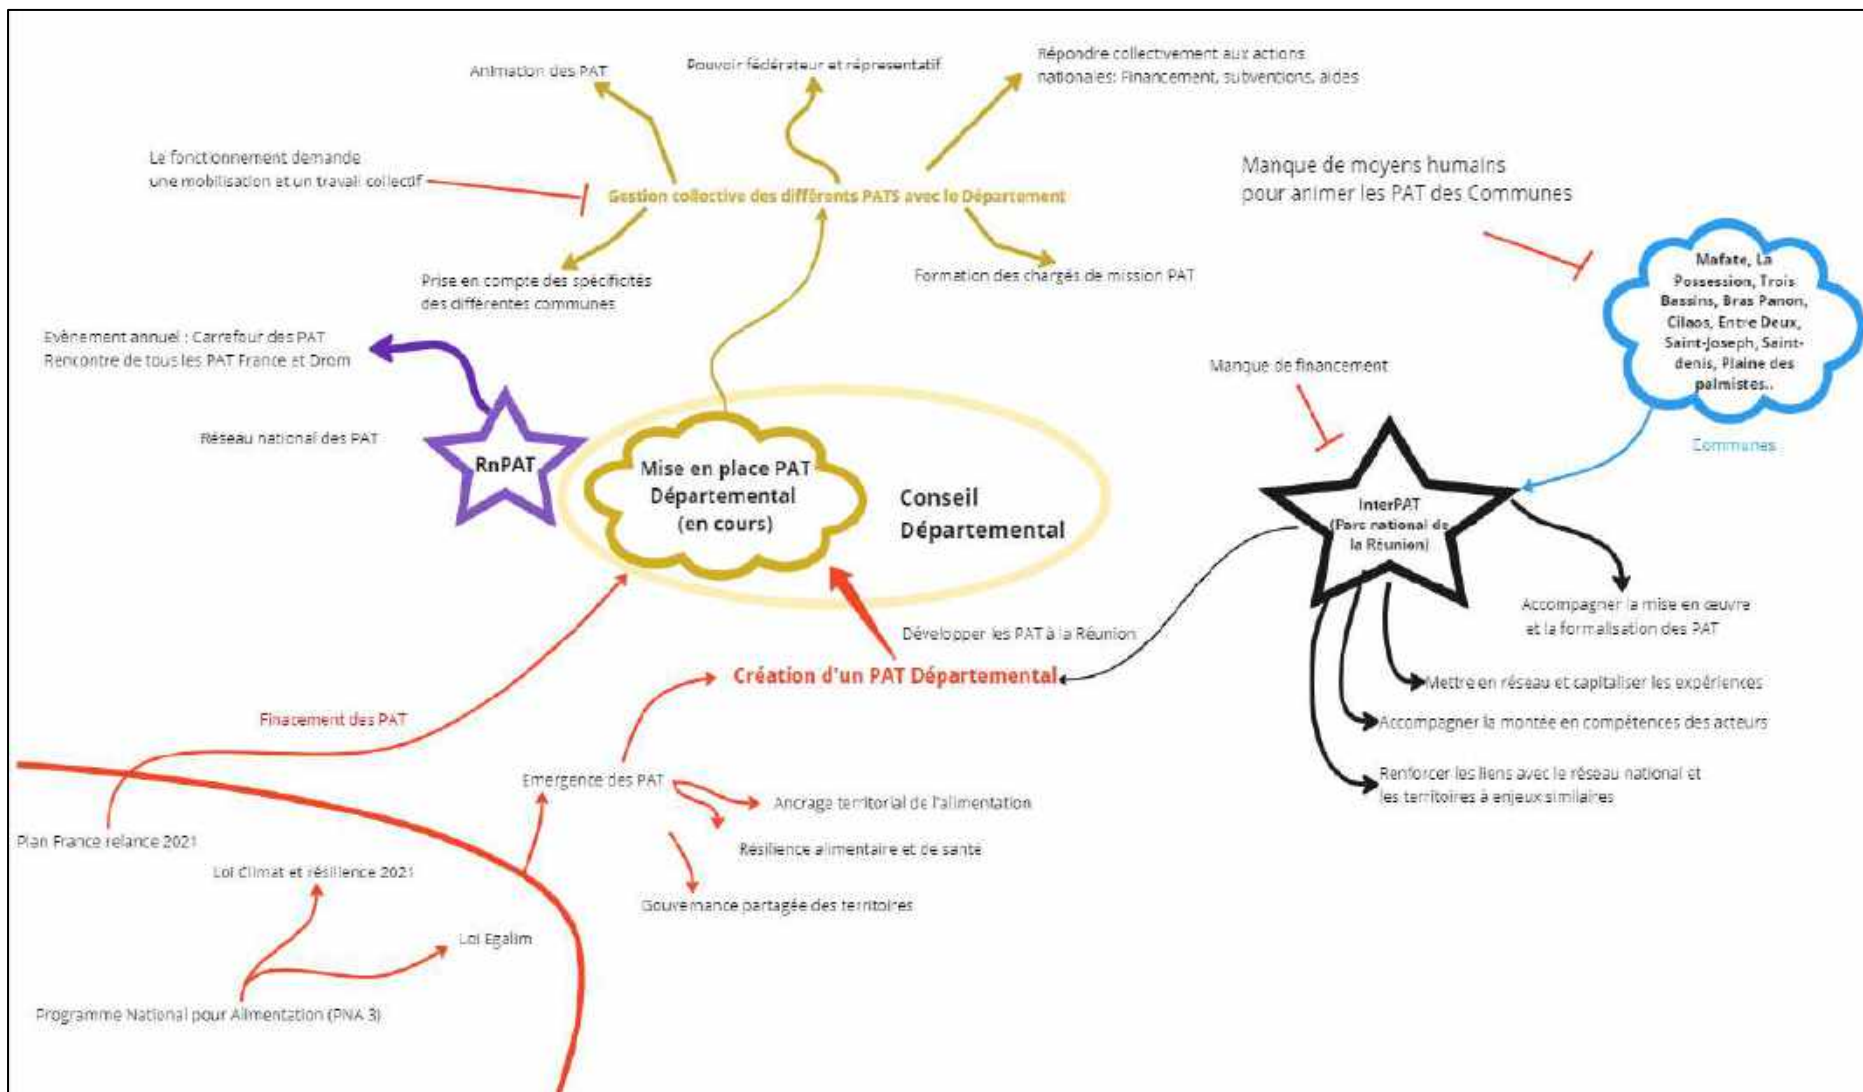 Animation des PAT
Pouvoir fédérateur et répresentatif
Répondre collectivement aux actions
nationales: Financement, subventions, aides
Le fonctionnement demande
une mobilisation et un travail collectif
Gestion collective des différents PATS avec le Département
Manque de moyens humains
pour animer les PAT des Communes
Prise en compte des spécificités
des différentes communes
Formation des chargés de mission PAT
Mafate, La
Possession, Trois
Bassins, Bras Panon,
Cilaos, Entre Deux,
Saint-Joseph, Saint-
denis, Plaine des
palmistes..
Communes
Evènement annuel : Carrefour des PAT
Rencontre de tous les PAT France et Drom
Réseau national des PAT
RnPAT
Mise en place PAT
Départemental
(en cours)
Conseil
Départemental
Manque de financement
InterPAT
(Parc national de
la Réunion)
Développer les PAT à la Réunion
Création d'un PAT Départemental
Accompagner la mise en œuvre
et la formalisation des PAT
Mettre en réseau et capitaliser les expériences
Accompagner la montée en compétences des acteurs
Renforcer les liens avec le réseau national et
les territoires à enjeux similaires
Finacement des PAT
Emergence des PAT
Ancrage territorial de l'alimentation
Résilience alimentaire et de santé
Gouvernance partagée des territoires
Plan France relance 2021
Loi Climat et résilience 2021
Loi Egalim
Programme National pour Alimentation (PNA 3)